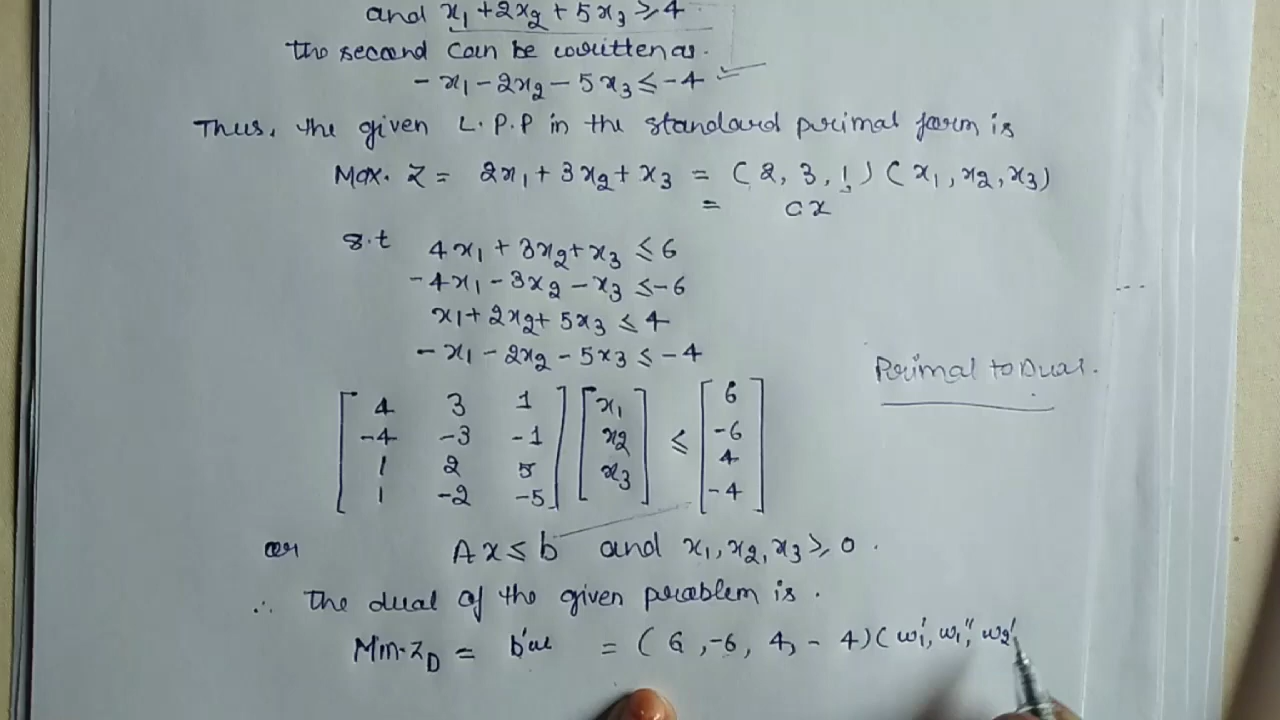 and x₁ + 2x₂ + 5x₃ ≥ 4
the second can be written as.
- x₁ - 2x₂ - 5x₃ ≤ -4
Thus, the given L.P.P in the standard primal form is
Max. Z = 2x₁ + 3x₂ + x₃ = (2, 3, 1) (x₁, x₂, x₃)
= cx
s.t 4x₁ + 3x₂ + x₃ ≤ 6
-4x₁ - 3x₂ - x₃ ≤ -6
x₁ + 2x₂ + 5x₃ ≤ 4
- x₁ - 2x₂ - 5x₃ ≤ -4
Primal to Dual.
4 3 1 x₁ 6
-4 -3 -1 x₂ ≤ -6
1 2 5 x₃ 4
1 -2 -5 -4
or Ax ≤ b and x₁, x₂, x₃ ≥ 0.
∴ The dual of the given problem is.
Min. Z_D = b'w = (6, -6, 4, -4) (w₁', w₁'', w₂'